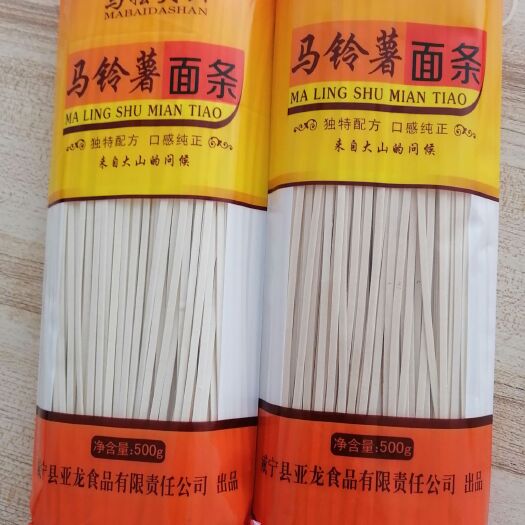 MABAIDASHAN
马铃薯面条
MA LING SHU MIAN TIAO
独特配方 口感纯正
来自大山的问候
净含量:500g
威宁县亚龙食品有限责任公司 出品
马铃薯面条
MA LING SHU MIAN TIAO
独特配方 口感纯正
来自大山的问候
净含量:500g
威宁县亚龙食品有限责任公司 出品